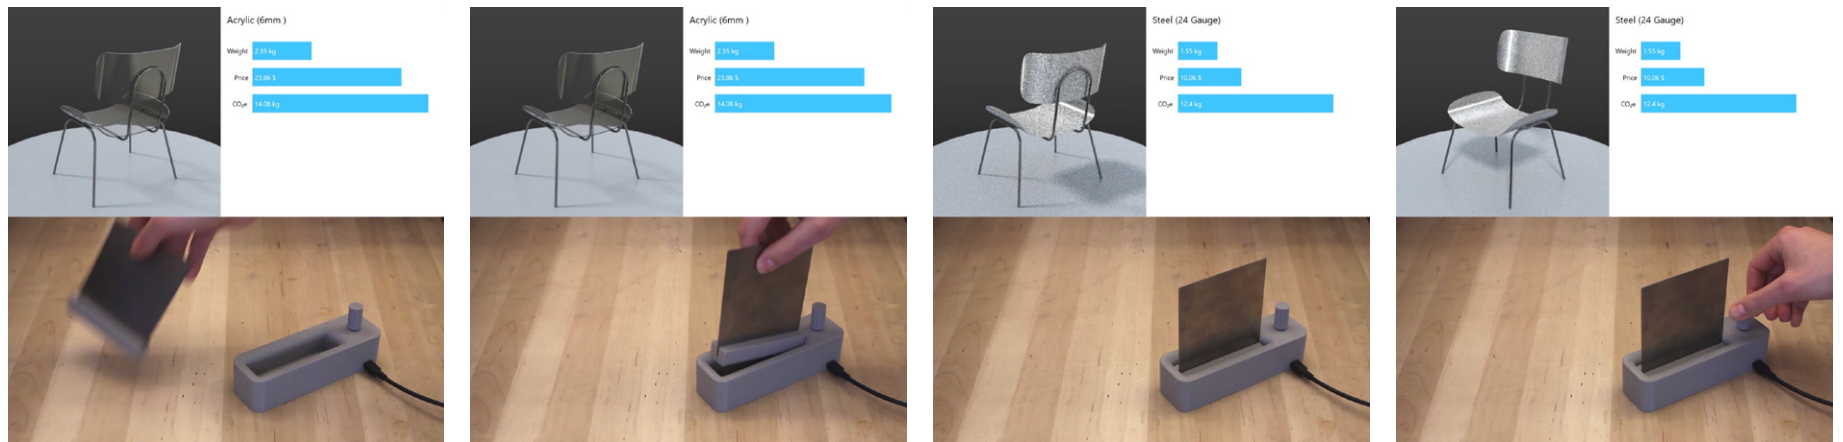 Acrylic (6mm )
Weight 2.35 kg
Price 23.86 $
CO₂e 14.08 kg
Acrylic (6mm )
Weight 2.35 kg
Price 23.86 $
CO₂e 14.08 kg
Steel (24 Gauge)
Weight 1.55 kg
Price 10.06 $
CO₂e 12.4 kg
Steel (24 Gauge)
Weight 1.55 kg
Price 10.06 $
CO₂e 12.4 kg